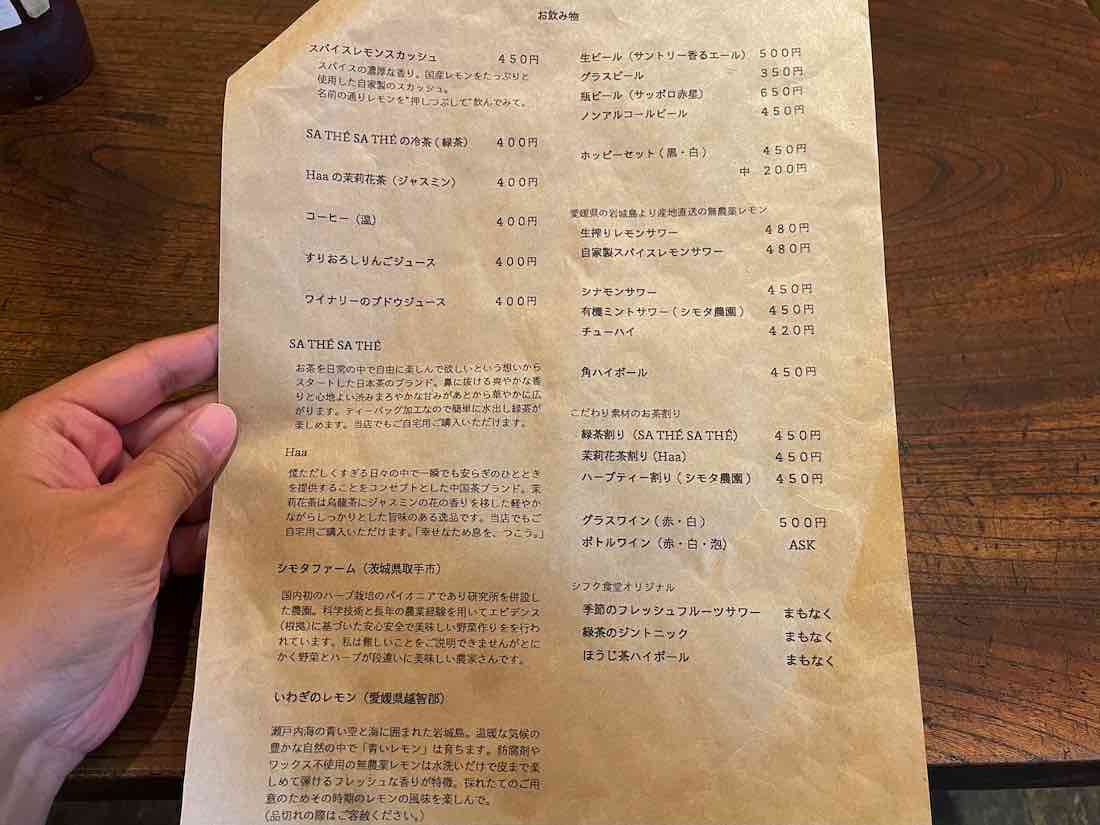 お飲み物
スパイスレモンスカッシュ 450円
スパイスの濃厚な香り。国産レモンをたっぷりと
使用した自家製のスカッシュ。
名前の通りレモンを"押しつぶして"飲んでみて。
SA THÉ SA THÉ の冷茶(緑茶) 400円
Haa の茉莉花茶(ジャスミン) 400円
コーヒー(温) 400円
すりおろしりんごジュース 400円
ワイナリーのブドウジュース 400円
SA THÉ SA THÉ
お茶を日常の中で自由に楽しんで欲しいという想いから
スタートした日本茶のブランド。鼻に抜ける爽やかな香
りと心地よい渋みまろやかな甘みがあとから華やかに広
がります。ティーバッグ加工なので簡単に水出し緑茶が
楽しめます。当店でもご自宅用ご購入いただけます。
Haa
慌ただしくすぎる日々の中で一瞬でも安らぎのひととき
を提供することをコンセプトとした中国茶ブランド。茉
莉花茶は烏龍茶にジャスミンの花の香りを移した軽やか
ながらしっかりとした旨味のある逸品です。当店でもご
自宅用ご購入いただけます。「幸せなため息を、つこう。」
シモタファーム(茨城県取手市)
国内初のハーブ栽培のパイオニアであり研究所を併設し
た農園。科学技術と長年の農業経験を用いてエビデンス
(根拠)に基づいた安心安全で美味しい野菜作りをを行わ
れています。私は難しいことをご説明できませんがとに
かく野菜とハーブが段違いに美味しい農家さんです。
いわぎのレモン(愛媛県越智郡)
瀬戸内海の青い空と海に囲まれた岩城島。温暖な気候の
豊かな自然の中で「青いレモン」は育ちます。防腐剤や
ワックス不使用の無農薬レモンは水洗いだけで皮まで楽
しめて弾けるフレッシュな香りが特徴。採れたてのご用
意のためその時期のレモンの風味を楽しんで。
(品切れの際はご容赦ください。)
生ビール(サントリー香るエール) 500円
グラスビール 350円
瓶ビール(サッポロ赤星) 650円
ノンアルコールビール 450円
ホッピーセット(黒・白) 450円
中 200円
愛媛県の岩城島より産地直送の無農薬レモン
生搾りレモンサワー 480円
自家製スパイスレモンサワー 480円
シナモンサワー 450円
有機ミントサワー(シモタ農園) 450円
チューハイ 420円
角ハイボール 450円
こだわり素材のお茶割り
緑茶割り(SA THÉ SA THÉ) 450円
茉莉花茶割り(Haa) 450円
ハーブティー割り(シモタ農園) 450円
グラスワイン(赤・白) 500円
ボトルワイン(赤・白・泡) ASK
シフク食堂オリジナル
季節のフレッシュフルーツサワー まもなく
緑茶のジントニック まもなく
ほうじ茶ハイボール まもなく